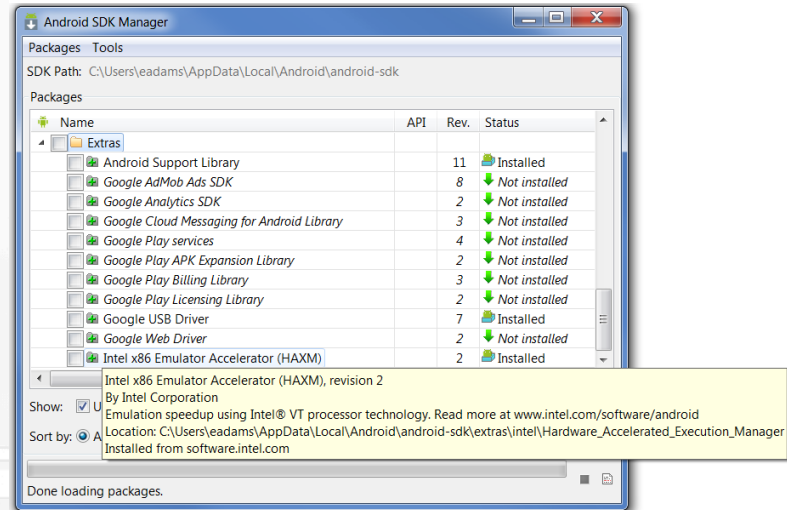 Android SDK Manager
Packages Tools
SDK Path: C:\Users\eadams\AppData\Local\Android\android-sdk
Packages
Name API Rev. Status
Extras
Android Support Library 11 Installed
Google AdMob Ads SDK 8 Not installed
Google Analytics SDK 2 Not installed
Google Cloud Messaging for Android Library 3 Not installed
Google Play services 4 Not installed
Google Play APK Expansion Library 2 Not installed
Google Play Billing Library 3 Not installed
Google Play Licensing Library 2 Not installed
Google USB Driver 7 Installed
Google Web Driver 2 Not installed
Intel x86 Emulator Accelerator (HAXM) 2 Installed
Intel x86 Emulator Accelerator (HAXM), revision 2
By Intel Corporation
Show: U
Emulation speedup using Intel® VT processor technology. Read more at www.intel.com/software/android
Location: C:\Users\eadams\AppData\Local\Android\android-sdk\extras\intel\Hardware_Accelerated_Execution_Manager
Sort by: A
Installed from software.intel.com
Done loading packages.